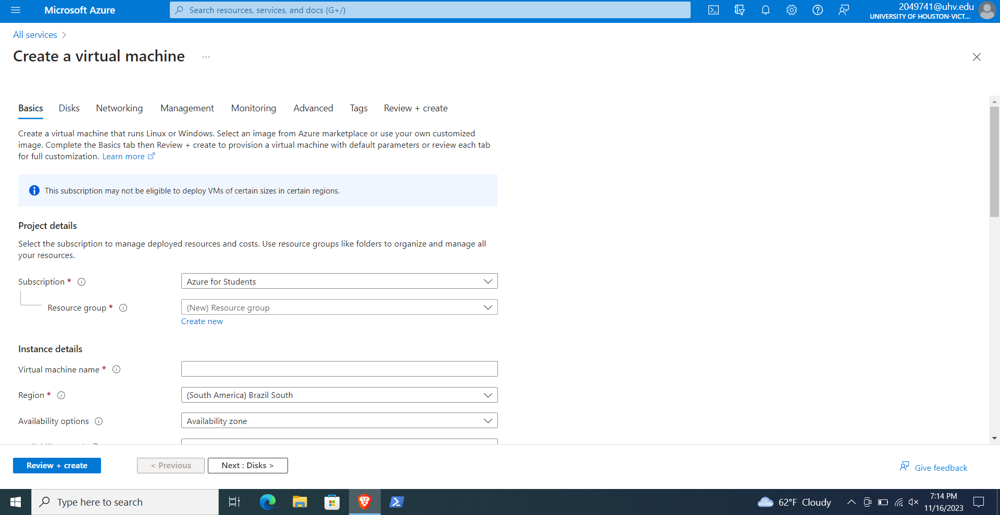 Microsoft Azure
Search resources, services, and docs (G+/)
2049741@uhv.edu
UNIVERSITY OF HOUSTON-VICT...
All services
Create a virtual machine
...
Basics
Disks
Networking
Management
Monitoring
Advanced
Tags
Review + create
Create a virtual machine that runs Linux or Windows. Select an image from Azure marketplace or use your own customized
image. Complete the Basics tab then Review + create to provision a virtual machine with default parameters or review each tab
for full customization. Learn more
This subscription may not be eligible to deploy VMs of certain sizes in certain regions.
Project details
Select the subscription to manage deployed resources and costs. Use resource groups like folders to organize and manage all
your resources.
Subscription *
Azure for Students
Resource group *
(New) Resource group
Create new
Instance details
Virtual machine name *
Region *
(South America) Brazil South
Availability options
Availability zone
Review + create
< Previous
Next : Disks >
Give feedback
Type here to search
62°F Cloudy
7:14 PM
11/16/2023